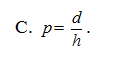 C. p= d/h.